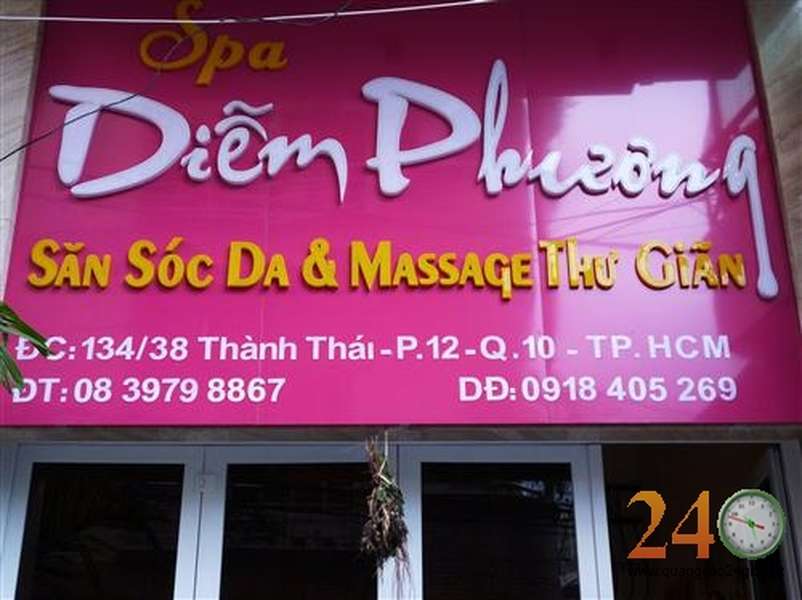 Spa
Diễm Phương
SĂN SÓC DA & MASSAGE THƯ GIÃN
ĐC: 134/38 Thành Thái - P.12 - Q.10 - TP. HCM
ĐT: 08 3979 8867 DĐ: 0918 405 269
24